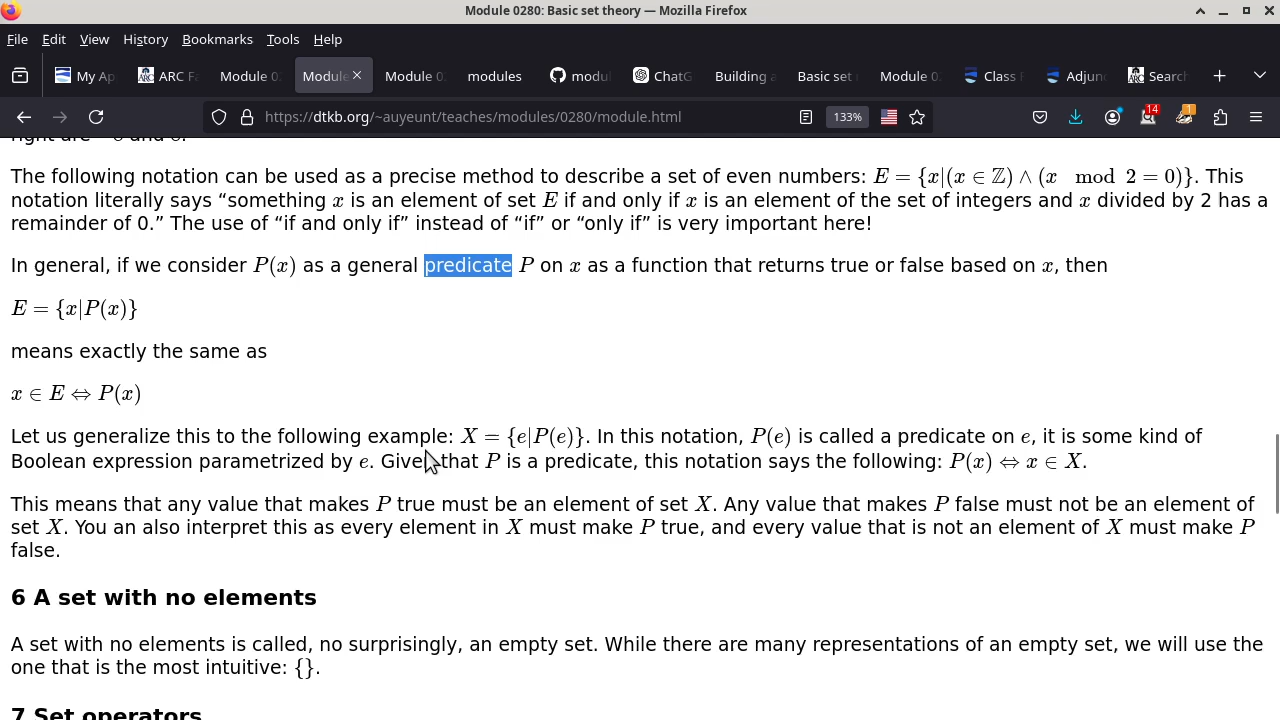 Module 0280: Basic set theory — Mozilla Firefox
File Edit View History Bookmarks Tools Help
My Ap ARC Fa Module 02 Module Module 02 modules modul ChatG Building a Basic set Module 02 Class Adjun Search
https://dtkb.org/~auyeunt/teaches/modules/0280/module.html 133% 14 1
The following notation can be used as a precise method to describe a set of even numbers: E = {x|(x ∈ ℤ) ∧ (x mod 2 = 0)}. This
notation literally says “something x is an element of set E if and only if x is an element of the set of integers and x divided by 2 has a
remainder of 0.” The use of “if and only if” instead of “if” or “only if” is very important here!
In general, if we consider P(x) as a general predicate P on x as a function that returns true or false based on x, then
E = {x|P(x)}
means exactly the same as
x ∈ E ⇔ P(x)
Let us generalize this to the following example: X = {e|P(e)}. In this notation, P(e) is called a predicate on e, it is some kind of
Boolean expression parametrized by e. Given that P is a predicate, this notation says the following: P(x) ⇔ x ∈ X.
This means that any value that makes P true must be an element of set X. Any value that makes P false must not be an element of
set X. You an also interpret this as every element in X must make P true, and every value that is not an element of X must make P
false.
6 A set with no elements
A set with no elements is called, no surprisingly, an empty set. While there are many representations of an empty set, we will use the
one that is the most intuitive: {}.
7 Set operators